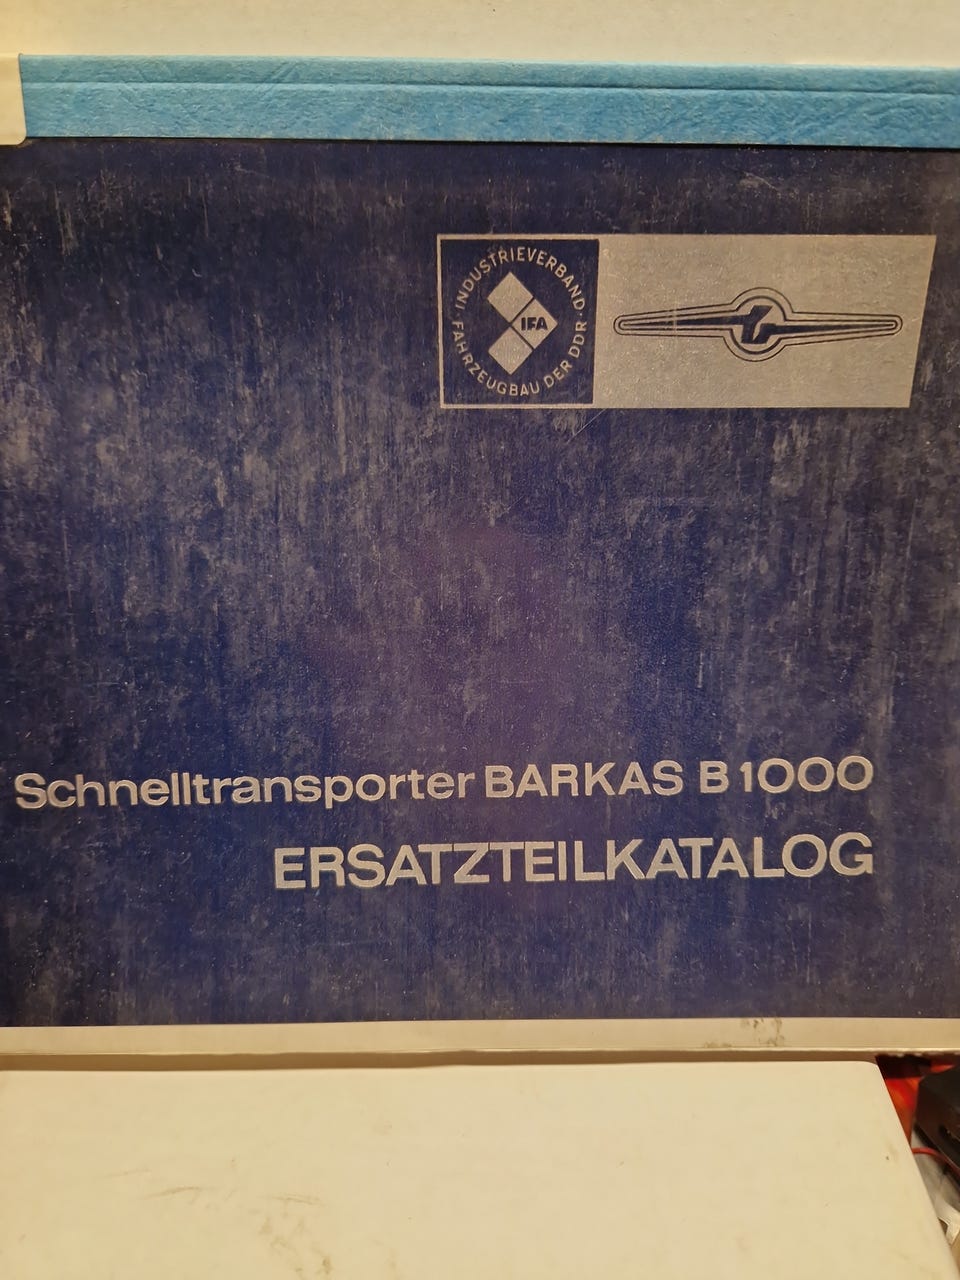 INDUSTRIEVERBAND
FAHRZEUGBAU DER DDR
IFA
Schnelltransporter BARKAS B 1000
ERSATZTEILKATALOG